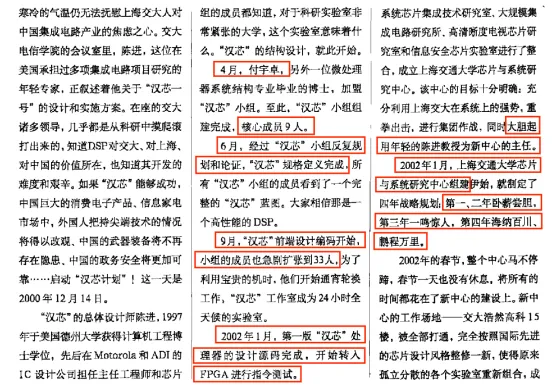 寒冷的气温仍无法抚慰上海交大人对
中国集成电路产业的焦虑之心。交大
电信学院的会议室里，陈进，这位在
美国承担过多项集成电路项目研究的
年轻专家，正叙述着他关于“汉芯一
号”的设计和实施方案。在座的交大
诸多领导，几乎都是从科研中摸爬滚
打出来的，知道DSP对交大、对上海、
对中国的价值所在，也知道其开发的
难度和艰辛。如果“汉芯”能够成功，
中国巨大的消费电子产品、信息家电
市场中，外国人把持尖端技术的情况
将得以改观，中国的武器装备将不再
存在隐患、中国的政务安全将更加可
靠……启动“汉芯计划”！这一天是
2000年12月14日。
“汉芯”的总体设计师陈进，1997
年于美国德州大学获得计算机工程博
士学位，先后在Motorola和ADI的
IC设计公司担任主任工程师和芯片
组的成员都知道，对于科研实验室非
常紧张的大学，这个实验室意味着什
么。“汉芯”的结构设计，就此开始。
4月，付宇卓，另外一位微处理
器系统结构专业毕业的博士，加盟
“汉芯”小组。至此，“汉芯”小组组
建完成，核心成员9人。
6月，经过“汉芯”小组反复规
划和论证，“汉芯”规格定义完成，所
有“汉芯”小组的成员看到了一个完
整的“汉芯”蓝图。大家相信那是一
个高性能的DSP。
9月，“汉芯”前端设计编码开始，
小组的成员也急剧扩张到33人，为了
利用宝贵的机时，他们开始通宵轮换
工作，“汉芯”工作室成为24小时全
天候的实验室。
2002年1月，第一版“汉芯”处
理器的设计源码完成，开始转入
FPGA进行指令测试。
系统芯片集成技术研究室、大规模集
成电路研究所、高清晰度电视芯片研
究室和信息安全芯片实验室进行了整
合，成立上海交通大学芯片与系统研
究中心。该中心的目标十分明确：充
分利用上海交大在系统上的强势，重
拳出击，进行集团作战，同时大胆起
用年轻的陈进教授为新中心的主任。
2002年1月，上海交通大学芯片
与系统研究中心组建伊始，就制定了
四年战略规划：第一、二年卧薪尝胆，
第三年一鸣惊人，第四年海纳百川、
鹏程万里。
2002年的春节，整个中心马不停
蹄，春节一天也没有休息，将所有的
时间都花在了新中心的建设上。新中
心的工作场地——交大浩然高科15
楼，被全部打通，完全按照国际先进
的芯片设计风格整修一新，使得原来
孤立分散的各个实验室重新组合，成